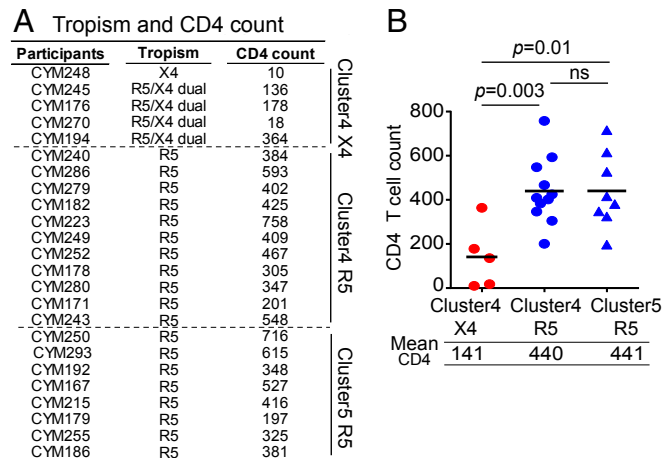 A Tropism and CD4 count
Participants Tropism CD4 count
CYM248 X4 10
CYM245 R5/X4 dual 136
CYM176 R5/X4 dual 178
CYM270 R5/X4 dual 18
CYM194 R5/X4 dual 364
Cluster4 X4
CYM240 R5 384
CYM286 R5 593
CYM279 R5 402
CYM182 R5 425
CYM223 R5 758
CYM249 R5 409
CYM252 R5 467
CYM178 R5 305
CYM280 R5 347
CYM171 R5 201
CYM243 R5 548
Cluster4 R5
CYM250 R5 716
CYM293 R5 615
CYM192 R5 348
CYM167 R5 527
CYM215 R5 416
CYM179 R5 197
CYM255 R5 325
CYM186 R5 381
Cluster5 R5
B
p=0.01
ns
p=0.003
CD4 T cell count
800
600
400
200
0
Cluster4 Cluster4 Cluster5
X4 R5 R5
Mean CD4 141 440 441